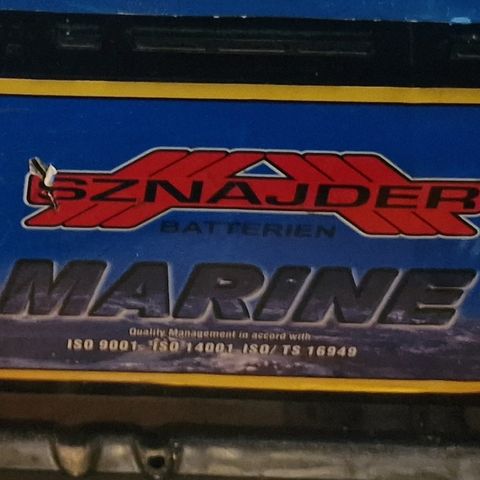 SZNAJDER
BATTERIEN
MARINE
Quality Management in accord with
ISO 9001- ISO 14001 ISO/ TS 16949